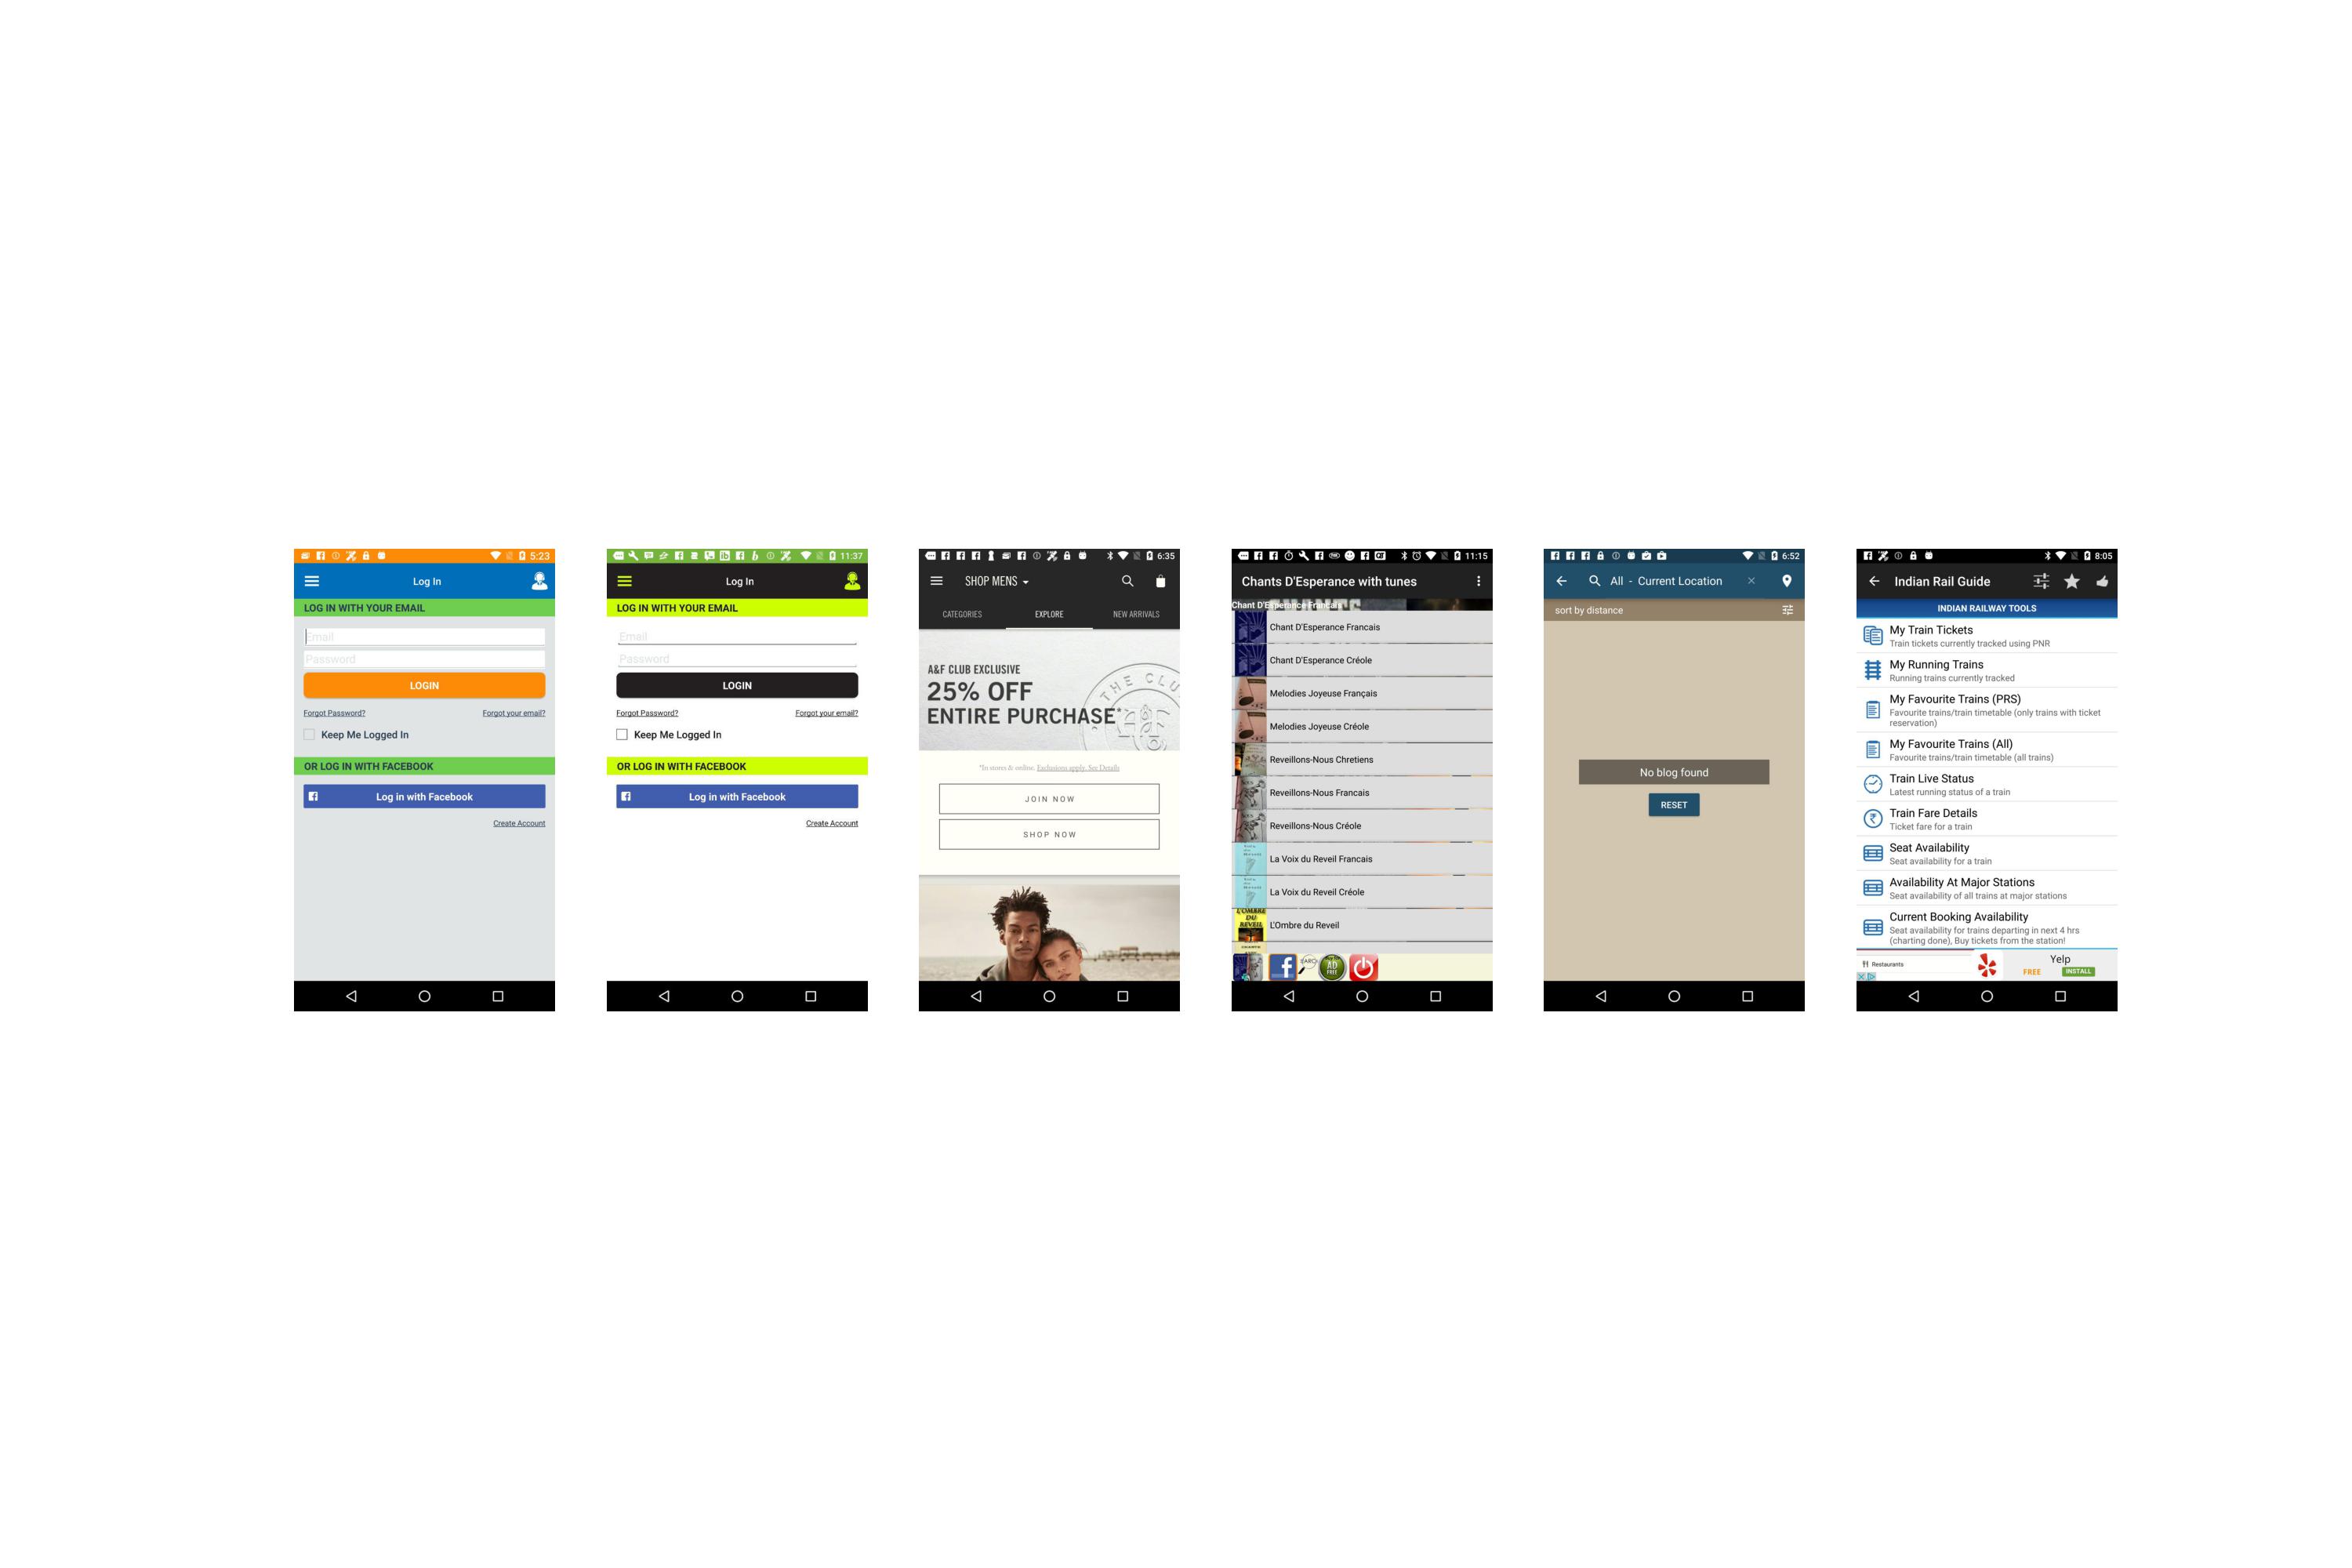 5:23
Log In
LOG IN WITH YOUR EMAIL
Email
Password
LOGIN
Forgot Password? Forgot your email?
Keep Me Logged In
OR LOG IN WITH FACEBOOK
Log in with Facebook
Create Account
11:37
Log In
LOG IN WITH YOUR EMAIL
Email
Password
LOGIN
Forgot Password? Forgot your email?
Keep Me Logged In
OR LOG IN WITH FACEBOOK
Log in with Facebook
Create Account
6:35
SHOP MENS
CATEGORIES EXPLORE NEW ARRIVALS
A&F CLUB EXCLUSIVE
25% OFF
ENTIRE PURCHASE*
THE CLU
A&F
*In stores & online. Exclusions apply. See Details
JOIN NOW
SHOP NOW
11:15
Chants D'Esperance with tunes
Chant D'Esperance Francais
Chant D'Esperance Francais
Chant D'Esperance Créole
Melodies Joyeuse Français
Melodies Joyeuse Créole
Reveillons-Nous Chretiens
Reveillons-Nous Francais
Reveillons-Nous Créole
La Voix du Reveil Francais
La Voix du Reveil Créole
L'OMBRE
DU
REVEIL
L'Ombre du Reveil
AD
FREE
6:52
All - Current Location
sort by distance
No blog found
RESET
8:05
Indian Rail Guide
INDIAN RAILWAY TOOLS
My Train Tickets
Train tickets currently tracked using PNR
My Running Trains
Running trains currently tracked
My Favourite Trains (PRS)
Favourite trains/train timetable (only trains with ticket
reservation)
My Favourite Trains (All)
Favourite trains/train timetable (all trains)
Train Live Status
Latest running status of a train
Train Fare Details
Ticket fare for a train
Seat Availability
Seat availability for a train
Availability At Major Stations
Seat availability of all trains at major stations
Current Booking Availability
Seat availability for trains departing in next 4 hrs
(charting done), Buy tickets from the station!
Restaurants
Yelp
FREE INSTALL